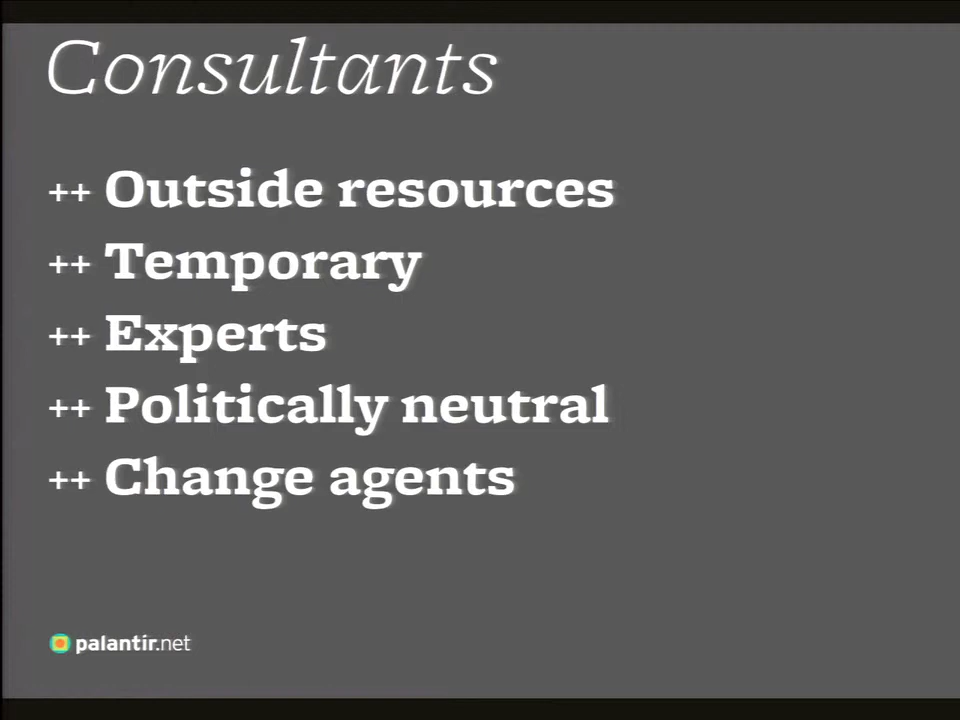 Consultants
++ Outside resources
++ Temporary
++ Experts
++ Politically neutral
++ Change agents
palantir.net